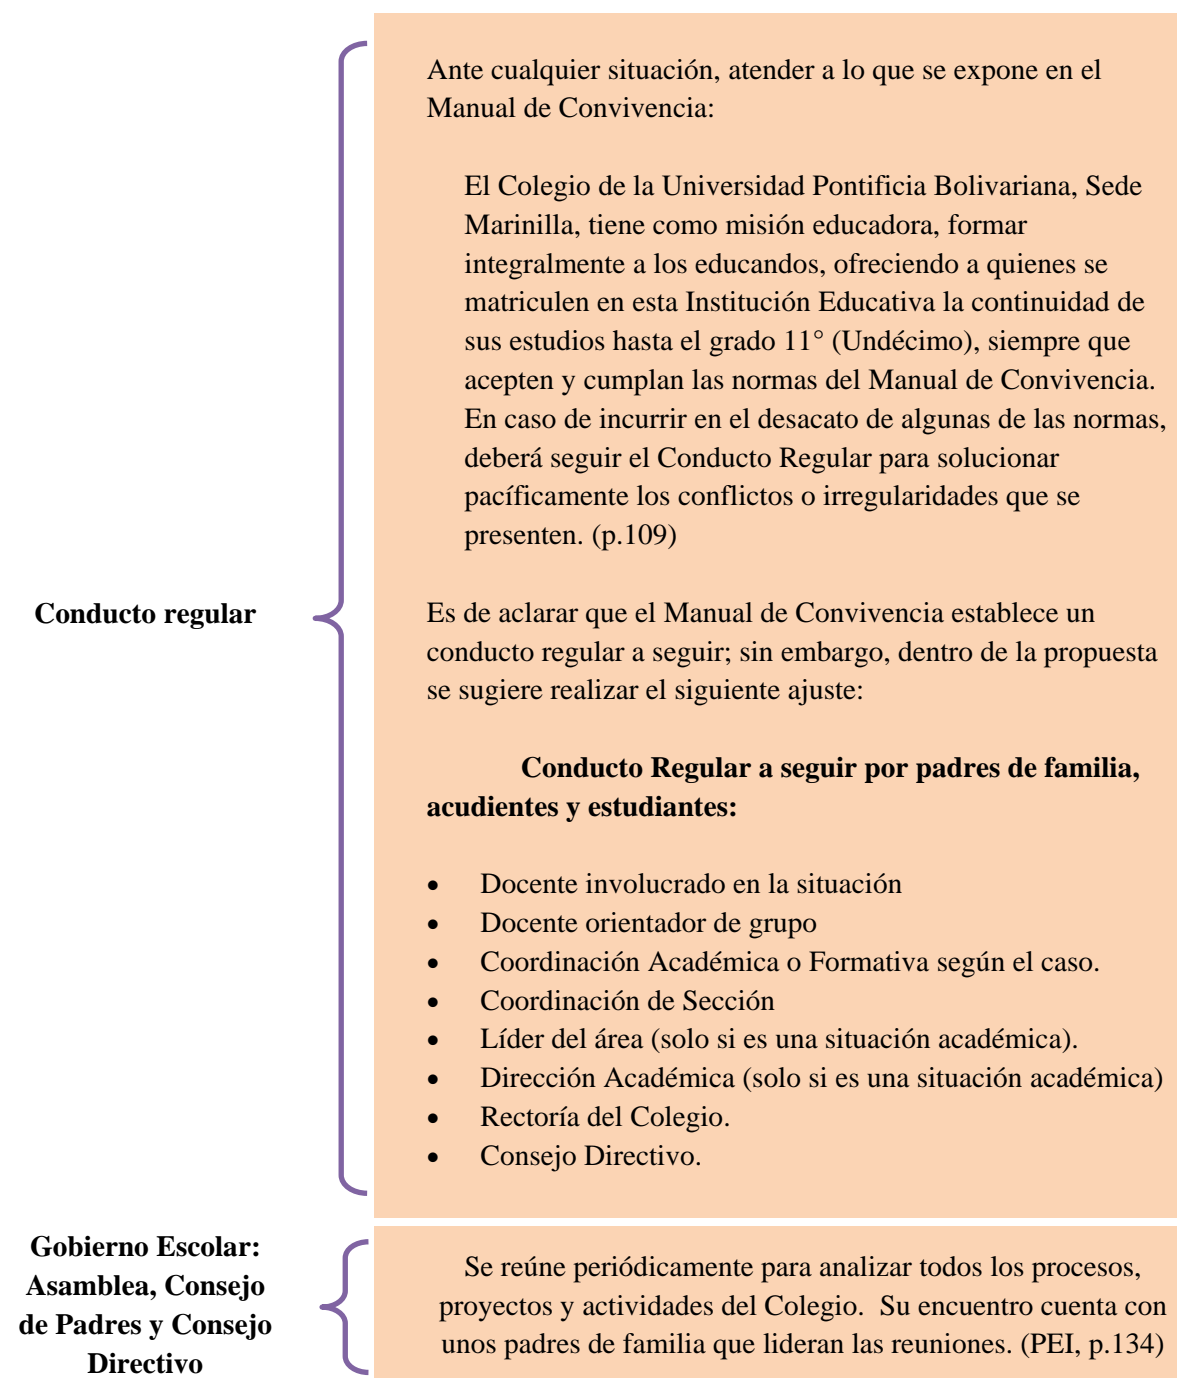 Ante cualquier situación, atender a lo que se expone en el
Manual de Convivencia:
El Colegio de la Universidad Pontificia Bolivariana, Sede
Marinilla, tiene como misión educadora, formar
integralmente a los educandos, ofreciendo a quienes se
matriculen en esta Institución Educativa la continuidad de
sus estudios hasta el grado 11° (Undécimo), siempre que
acepten y cumplan las normas del Manual de Convivencia.
En caso de incurrir en el desacato de algunas de las normas,
deberá seguir el Conducto Regular para solucionar
pacíficamente los conflictos o irregularidades que se
presenten. (p.109)
Conducto regular
Es de aclarar que el Manual de Convivencia establece un
conducto regular a seguir; sin embargo, dentro de la propuesta
se sugiere realizar el siguiente ajuste:
Conducto Regular a seguir por padres de familia,
acudientes y estudiantes:
• Docente involucrado en la situación
• Docente orientador de grupo
• Coordinación Académica o Formativa según el caso.
• Coordinación de Sección
• Líder del área (solo si es una situación académica).
• Dirección Académica (solo si es una situación académica)
• Rectoría del Colegio.
• Consejo Directivo.
Gobierno Escolar:
Asamblea, Consejo
de Padres y Consejo
Directivo
Se reúne periódicamente para analizar todos los procesos,
proyectos y actividades del Colegio. Su encuentro cuenta con
unos padres de familia que lideran las reuniones. (PEI, p.134)